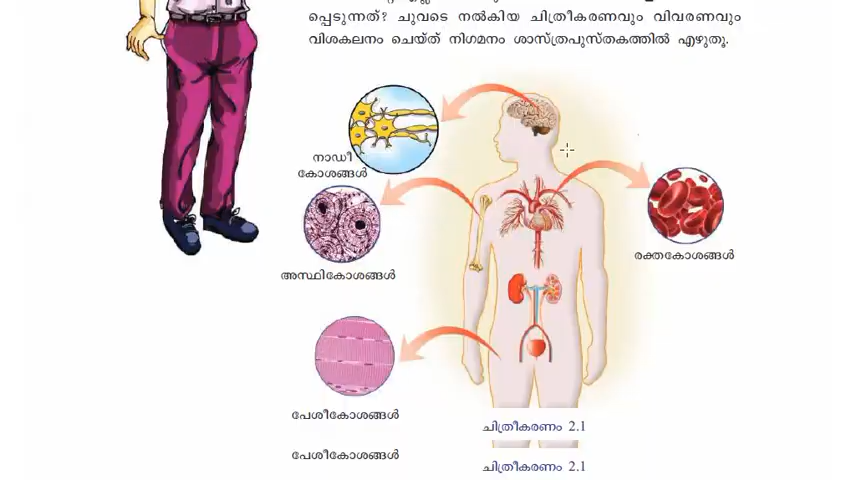 പ്പെടുന്നത്? ചുവടെ നൽകിയ ചിത്രീകരണവും വിവരണവും
വിശകലനം ചെയ്ത് നിഗമനം ശാസ്ത്രപുസ്തകത്തിൽ എഴുതൂ.
നാഡീ
കോശങ്ങൾ
രക്തകോശങ്ങൾ
അസ്ഥികോശങ്ങൾ
പേശീകോശങ്ങൾ
ചിത്രീകരണം 2.1
പേശീകോശങ്ങൾ
ചിത്രീകരണം 2.1